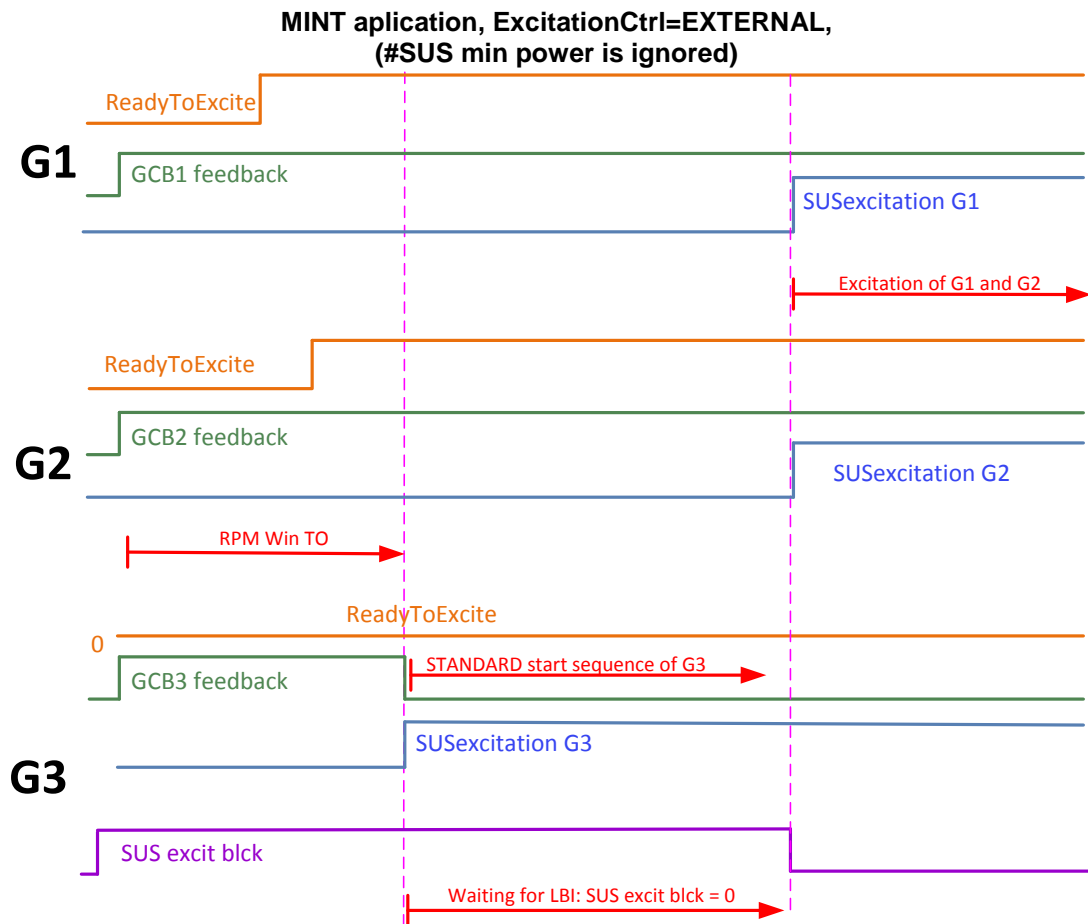 MINT aplication, ExcitationCtrl=EXTERNAL,
(#SUS min power is ignored)
ReadyToExcite
G1
GCB1 feedback
SUSexcitation G1
Excitation of G1 and G2
ReadyToExcite
GCB2 feedback
G2
SUSexcitation G2
RPM Win TO
ReadyToExcite
0
STANDARD start sequence of G3
GCB3 feedback
SUSexcitation G3
G3
SUS excit blck
Waiting for LBI: SUS excit blck = 0